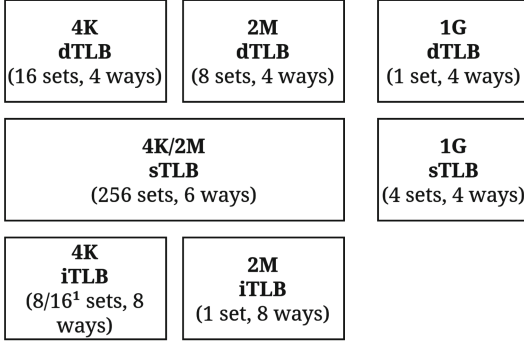 4K
dTLB
(16 sets, 4 ways)
2M
dTLB
(8 sets, 4 ways)
1G
dTLB
(1 set, 4 ways)
4K/2M
sTLB
(256 sets, 6 ways)
1G
sTLB
(4 sets, 4 ways)
4K
iTLB
(8/16¹ sets, 8
ways)
2M
iTLB
(1 set, 8 ways)